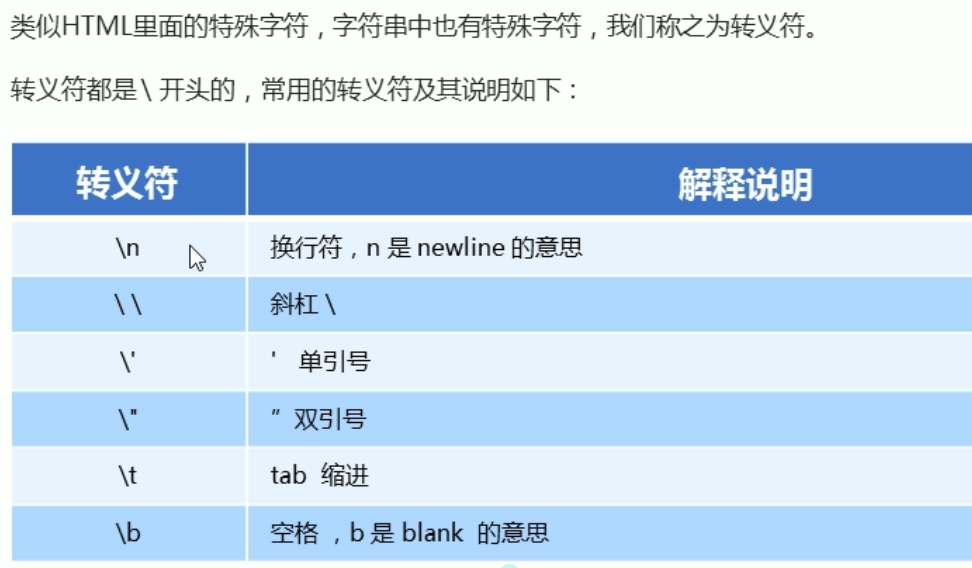 类似HTML里面的特殊字符，字符串中也有特殊字符，我们称之为转义符。
转义符都是 \ 开头的，常用的转义符及其说明如下：
转义符 解释说明
\n 换行符，n 是 newline 的意思
\ \ 斜杠 \
\' ' 单引号
\" ” 双引号
\t tab 缩进
\b 空格 ，b 是 blank 的意思